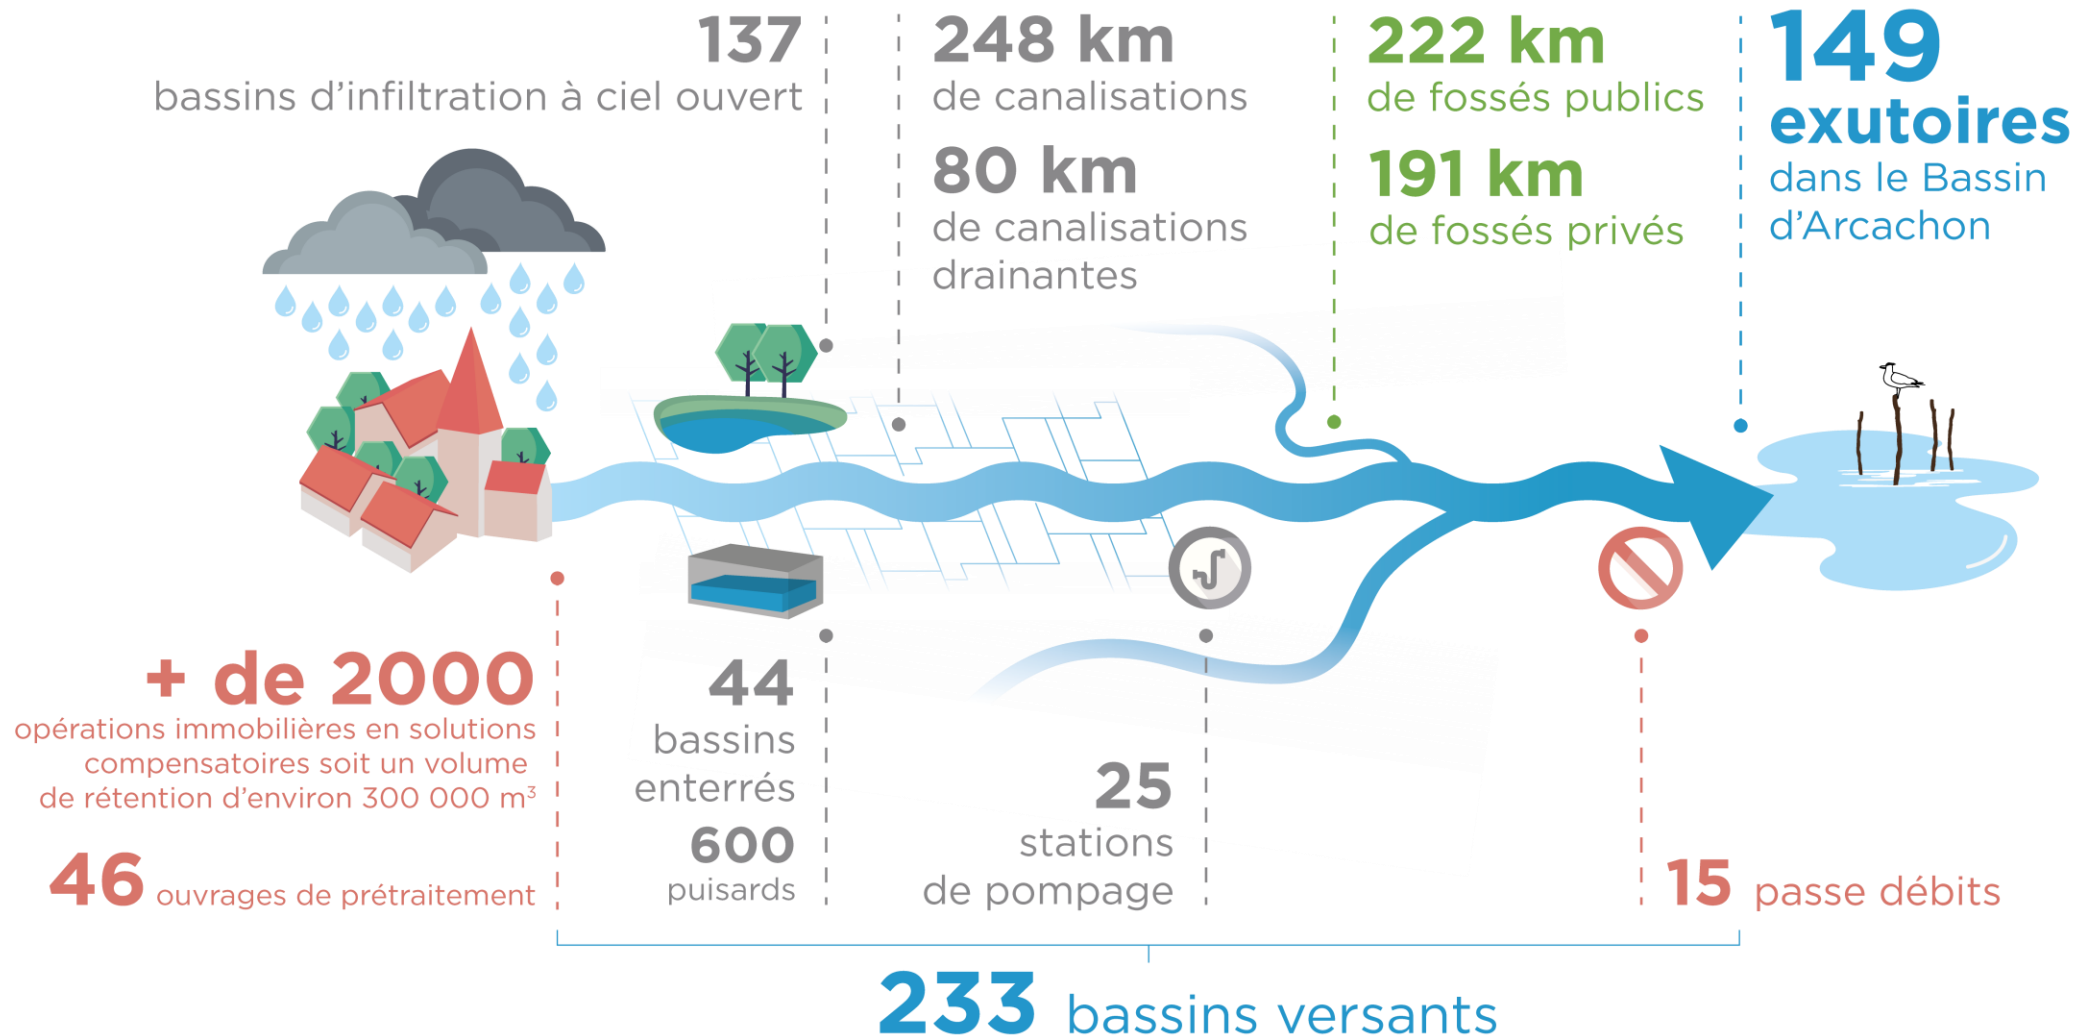 137
bassins d'infiltration à ciel ouvert
248 km
de canalisations
80 km
de canalisations
drainantes
222 km
de fossés publics
191 km
de fossés privés
149
exutoires
dans le Bassin
d'Arcachon
+ de 2000
opérations immobilières en solutions
compensatoires soit un volume
de rétention d'environ 300 000 m³
46 ouvrages de prétraitement
44
bassins
enterrés
600
puisards
25
stations
de pompage
15 passe débits
233 bassins versants